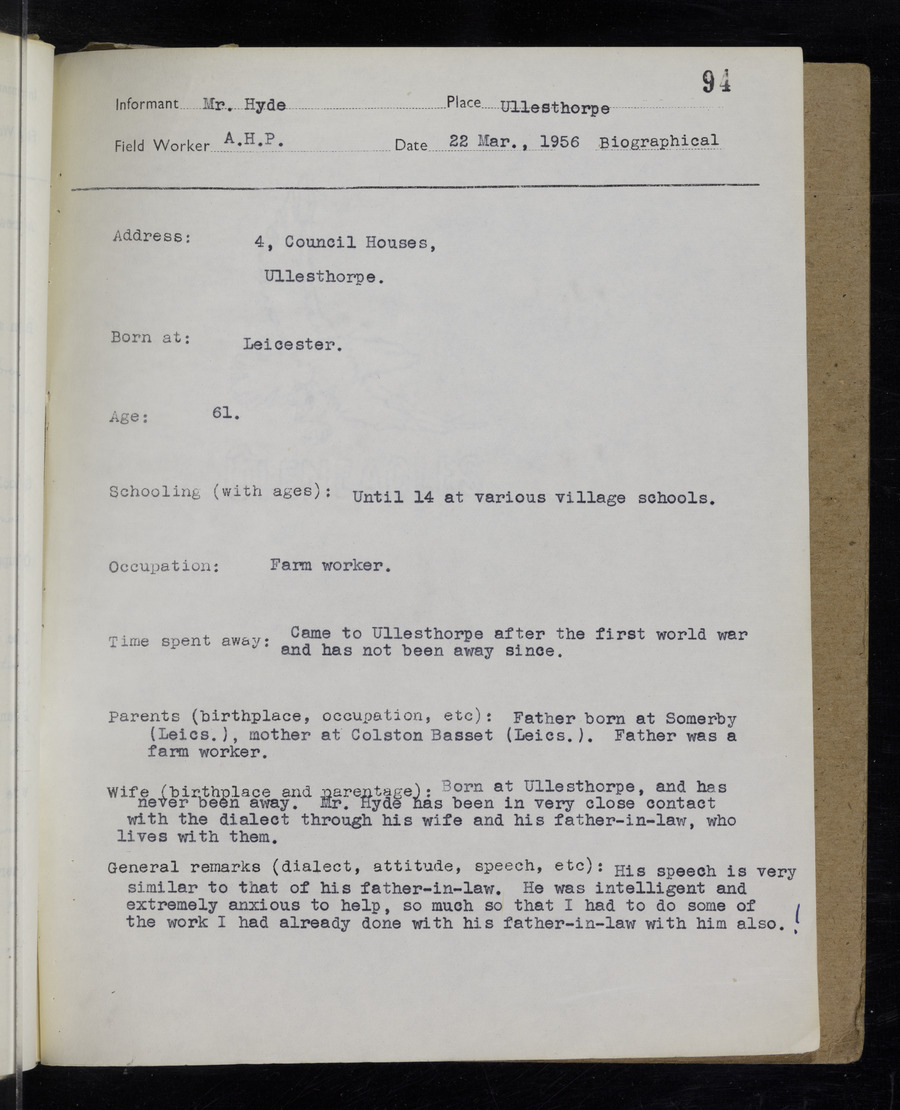 94
Informant Mr. Hyde Place Ullesthorpe
Field Worker A.H.P. Date 22 Mar., 1956 Biographical
Address: 4, Council Houses,
Ullesthorpe.
Born at: Leicester.
Age: 61.
Schooling (with ages): Until 14 at various village schools.
Occupation: Farm worker.
Time spent away: Came to Ullesthorpe after the first world war
and has not been away since.
Parents (birthplace, occupation, etc): Father born at Somerby
(Leics.), mother at Colston Basset (Leics.). Father was a
farm worker.
Wife (birthplace and parentage): Born at Ullesthorpe, and has
never been away. Mr. Hyde has been in very close contact
with the dialect through his wife and his father-in-law, who
lives with them.
General remarks (dialect, attitude, speech, etc): His speech is very
similar to that of his father-in-law. He was intelligent and
extremely anxious to help, so much so that I had to do some of
the work I had already done with his father-in-law with him also. !